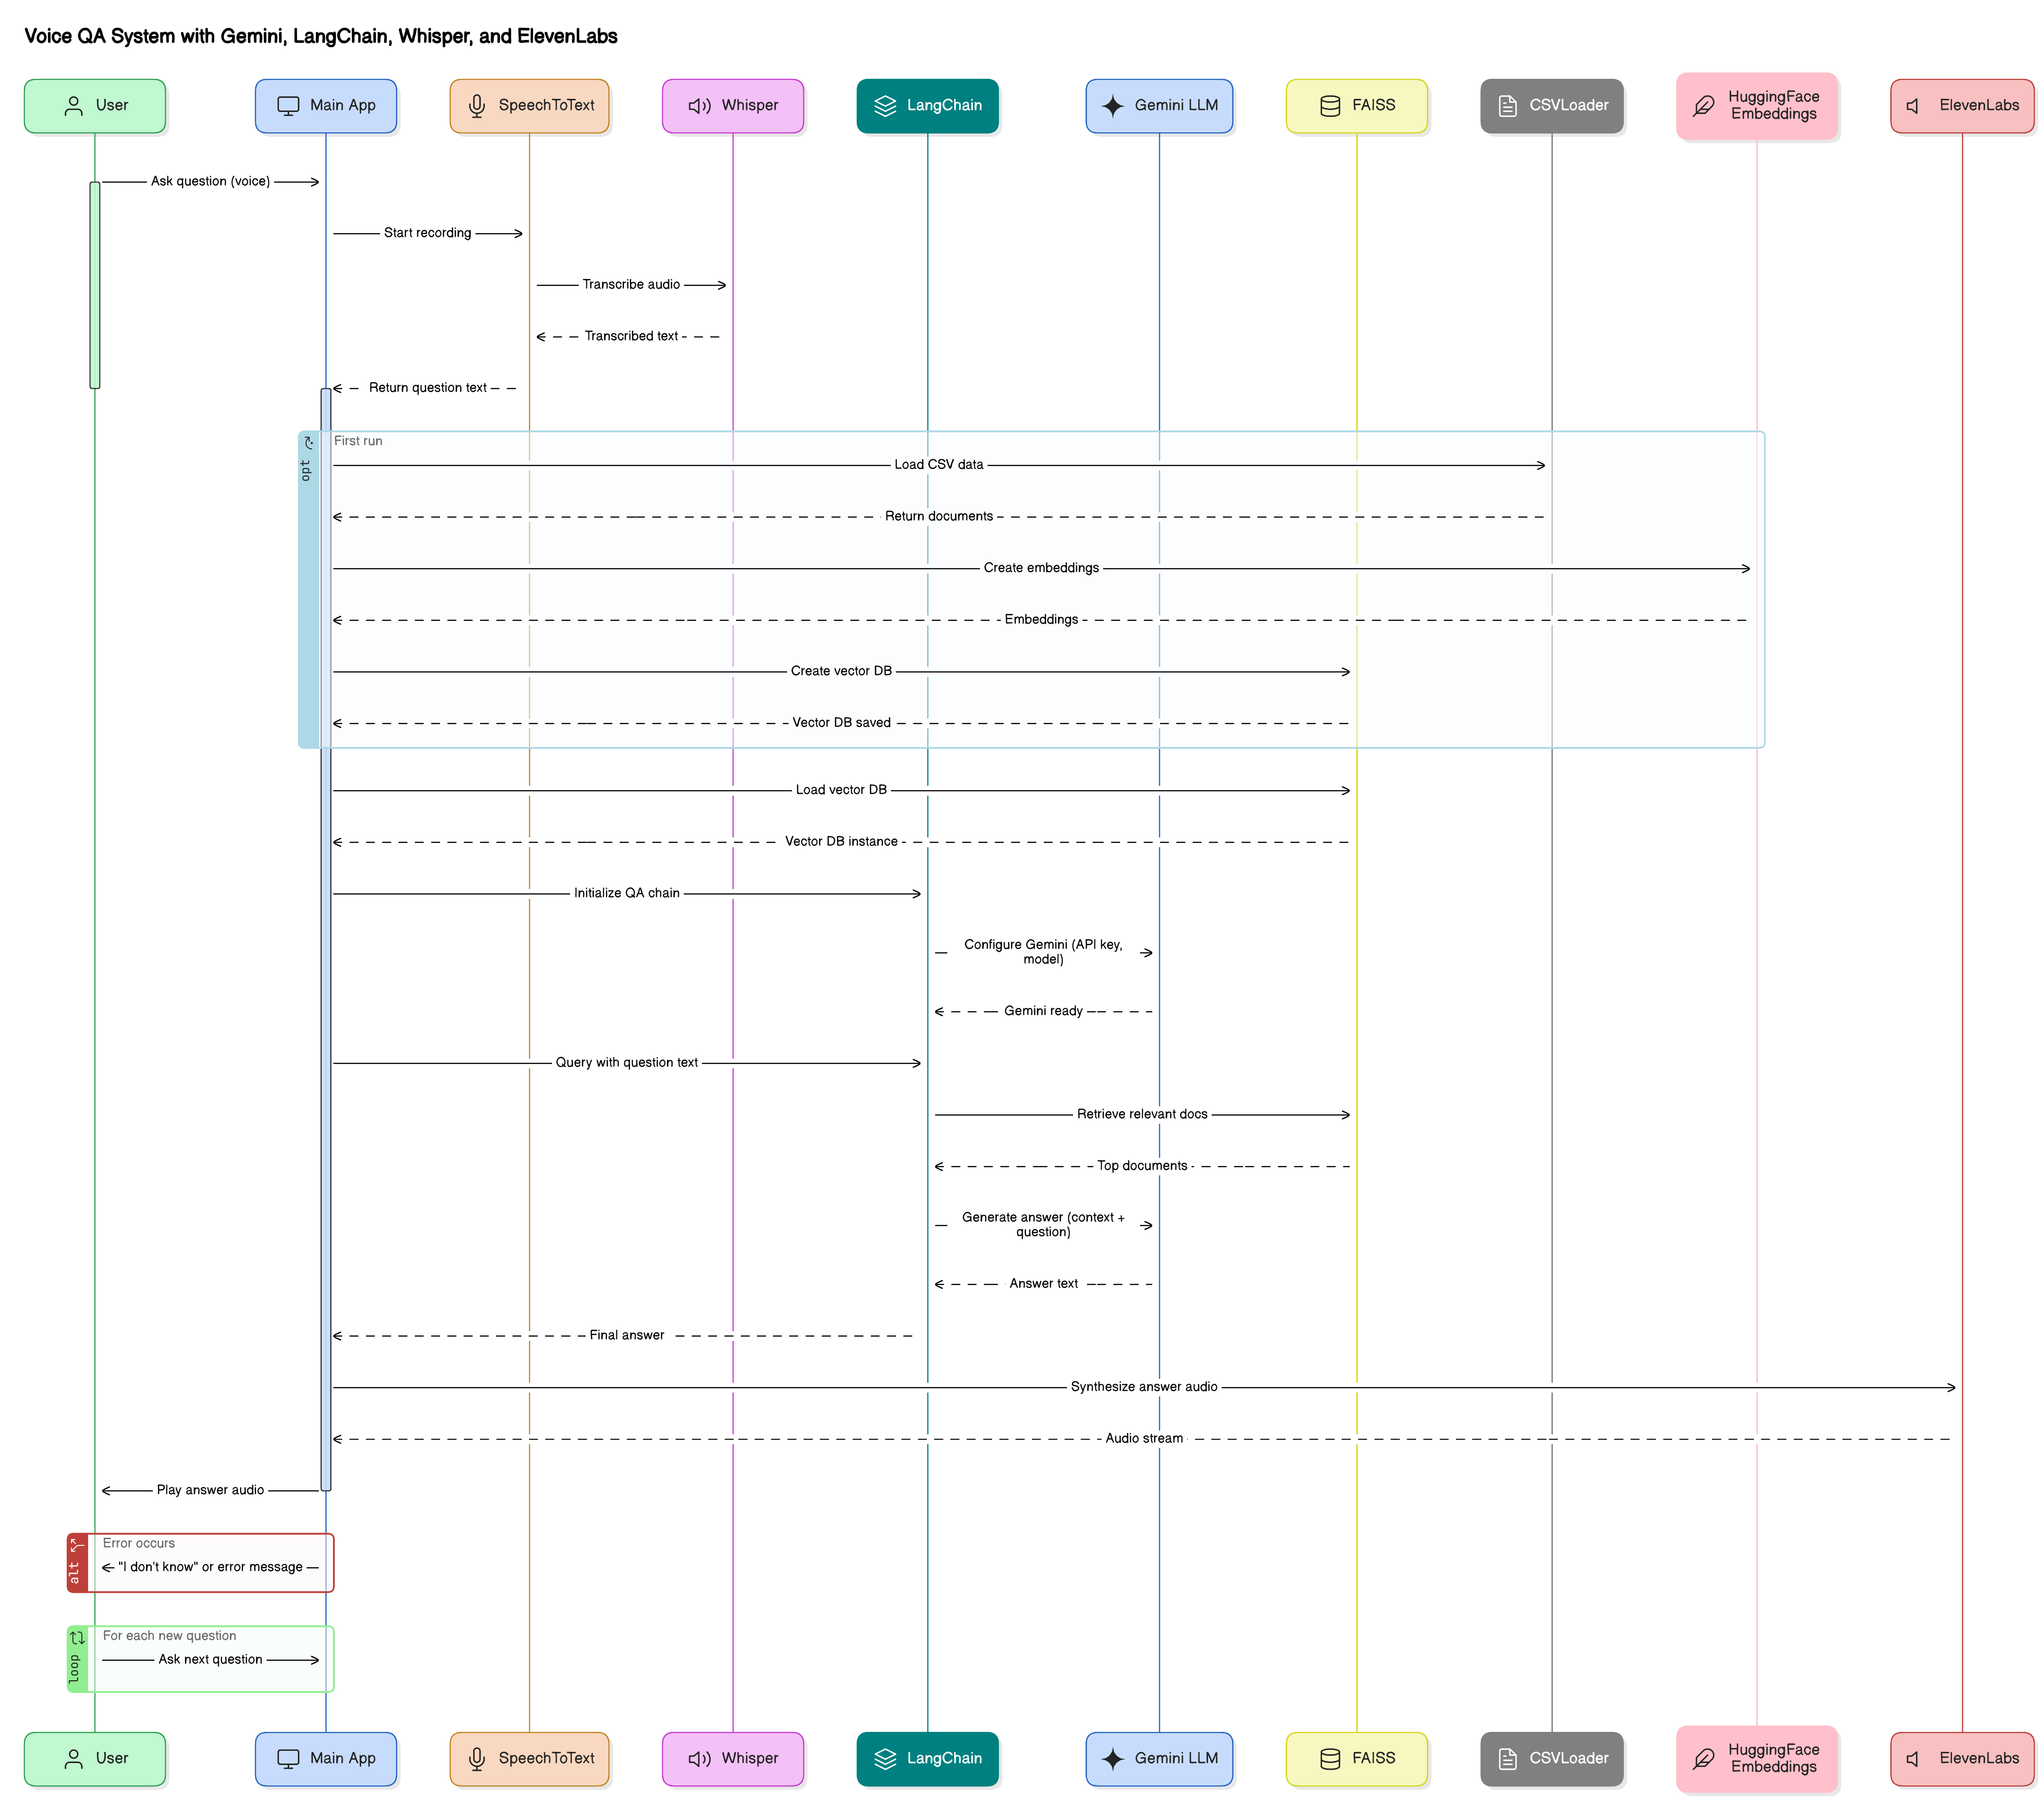 Voice QA System with Gemini, LangChain, Whisper, and ElevenLabs
User
Main App
SpeechToText
Whisper
LangChain
Gemini LLM
FAISS
CSVLoader
HuggingFace
Embeddings
ElevenLabs
Ask question (voice)
Start recording
Transcribe audio
Transcribed text
Return question text
opt
First run
Load CSV data
Return documents
Create embeddings
Embeddings
Create vector DB
Vector DB saved
Load vector DB
Vector DB instance
Initialize QA chain
Configure Gemini (API key,
model)
Gemini ready
Query with question text
Retrieve relevant docs
Top documents
Generate answer (context +
question)
Answer text
Final answer
Synthesize answer audio
Audio stream
Play answer audio
alt
Error occurs
"I don't know" or error message
loop
For each new question
Ask next question
User
Main App
SpeechToText
Whisper
LangChain
Gemini LLM
FAISS
CSVLoader
HuggingFace
Embeddings
ElevenLabs